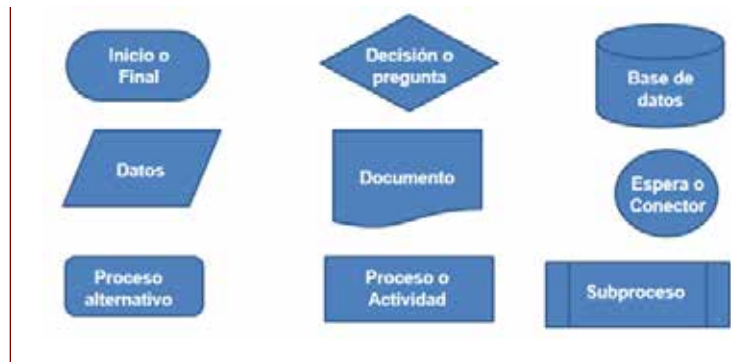 Inicio o
Final
Decisión o
pregunta
Base de
datos
Datos
Documento
Espera o
Conector
Proceso
alternativo
Proceso o
Actividad
Subproceso